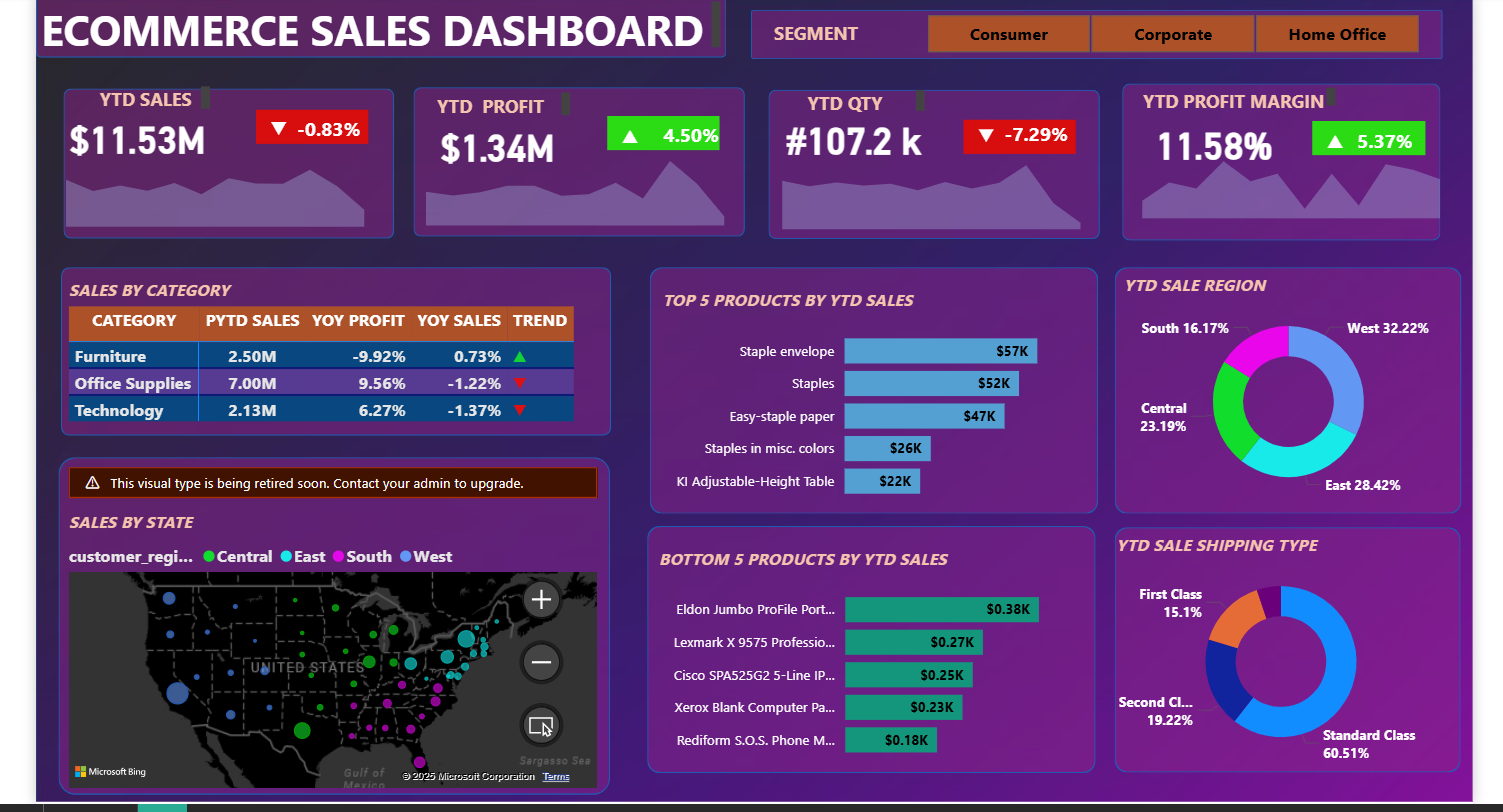 ECOMMERCE SALES DASHBOARD
SEGMENT
Consumer
Corporate
Home Office
YTD SALES
$11.53M
▼ -0.83%
YTD PROFIT
$1.34M
▲ 4.50%
YTD QTY
#107.2 k
▼ -7.29%
YTD PROFIT MARGIN
11.58%
▲ 5.37%
SALES BY CATEGORY
CATEGORY PYTD SALES YOY PROFIT YOY SALES TREND
Furniture 2.50M -9.92% 0.73% ▲
Office Supplies 7.00M 9.56% -1.22% ▼
Technology 2.13M 6.27% -1.37% ▼
This visual type is being retired soon. Contact your admin to upgrade.
SALES BY STATE
customer_regi... Central East South West
UNITED STATES
Sargasso Sea
Gulf of
Mexico
Microsoft Bing
© 2025 Microsoft Corporation Terms
TOP 5 PRODUCTS BY YTD SALES
Staple envelope $57K
Staples $52K
Easy-staple paper $47K
Staples in misc. colors $26K
KI Adjustable-Height Table $22K
BOTTOM 5 PRODUCTS BY YTD SALES
Eldon Jumbo ProFile Port... $0.38K
Lexmark X 9575 Professio... $0.27K
Cisco SPA525G2 5-Line IP... $0.25K
Xerox Blank Computer Pa... $0.23K
Rediform S.O.S. Phone M... $0.18K
YTD SALE REGION
South 16.17%
West 32.22%
Central
23.19%
East 28.42%
YTD SALE SHIPPING TYPE
First Class
15.1%
Second Cl...
19.22%
Standard Class
60.51%